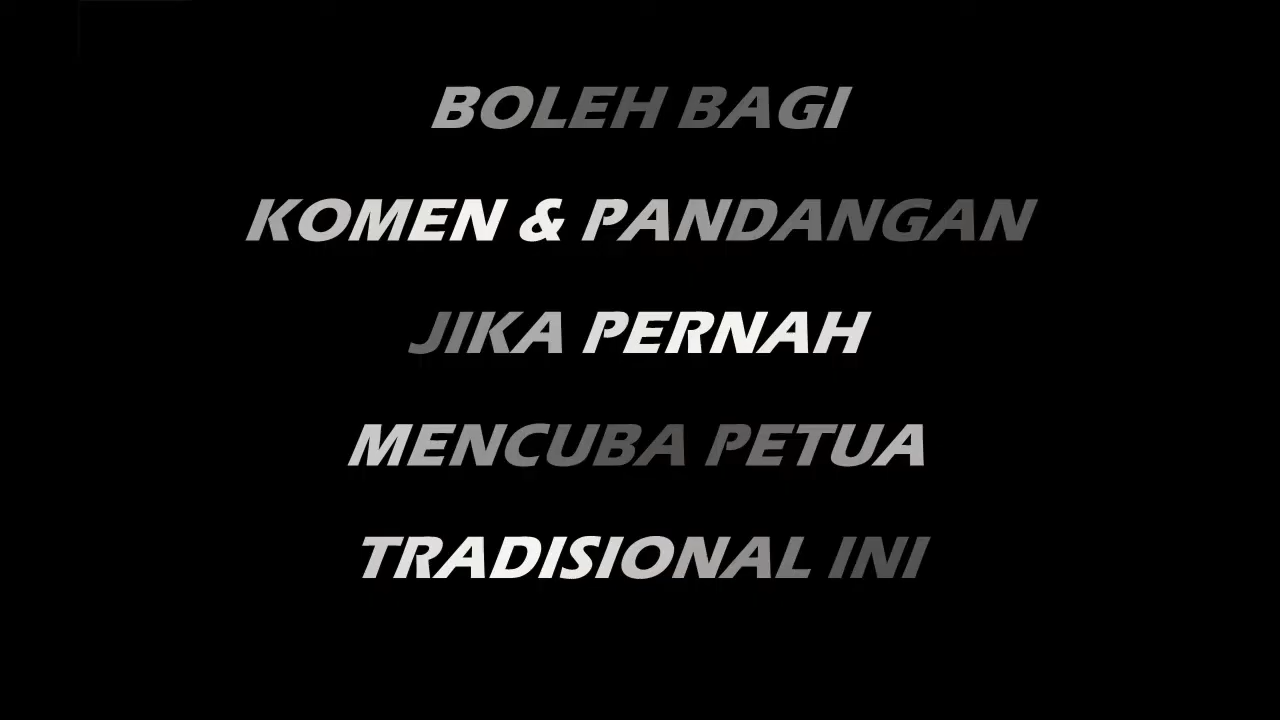 BOLEH BAGI
KOMEN & PANDANGAN
JIKA PERNAH
MENCUBA PETUA
TRADISIONAL INI